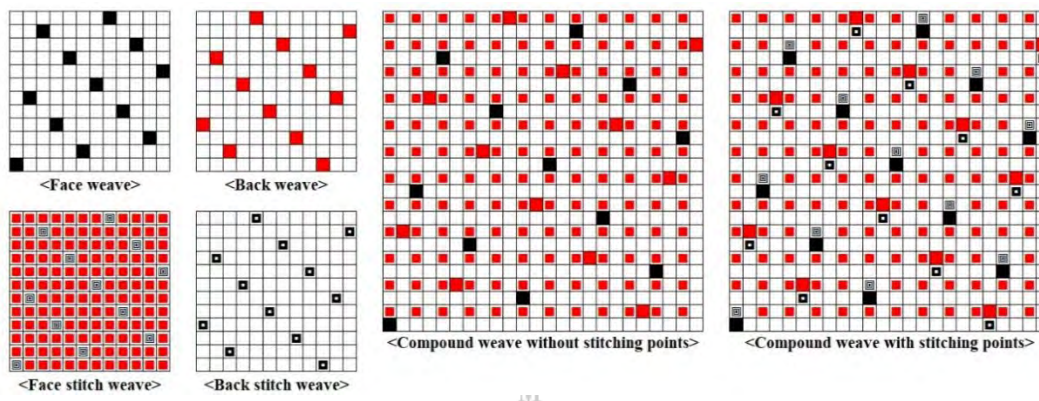 <Face weave>
<Back weave>
<Face stitch weave>
<Back stitch weave>
<Compound weave without stitching points>
<Compound weave with stitching points>